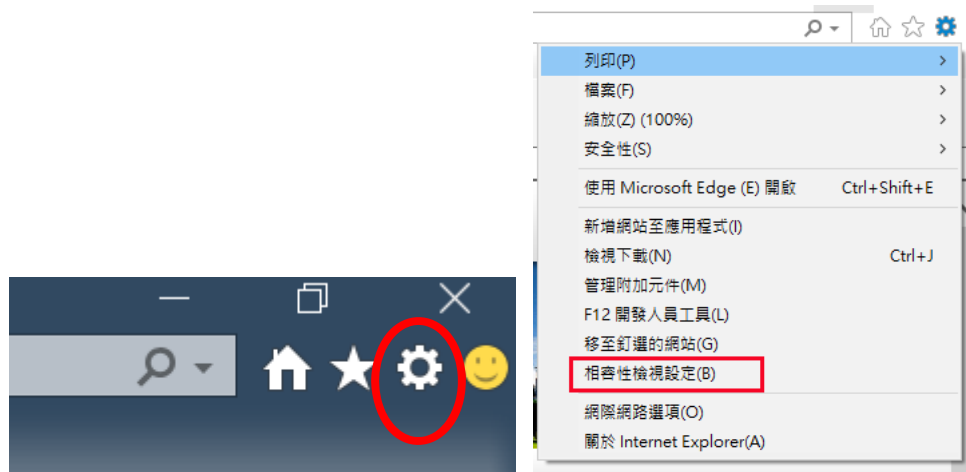 列印(P)
檔案(F)
縮放(Z) (100%)
安全性(S)
使用 Microsoft Edge (E) 開啟 Ctrl+Shift+E
新增網站至應用程式(I)
檢視下載(N) Ctrl+J
管理附加元件(M)
F12 開發人員工具(L)
移至釘選的網站(G)
相容性檢視設定(B)
網際網路選項(O)
關於 Internet Explorer(A)